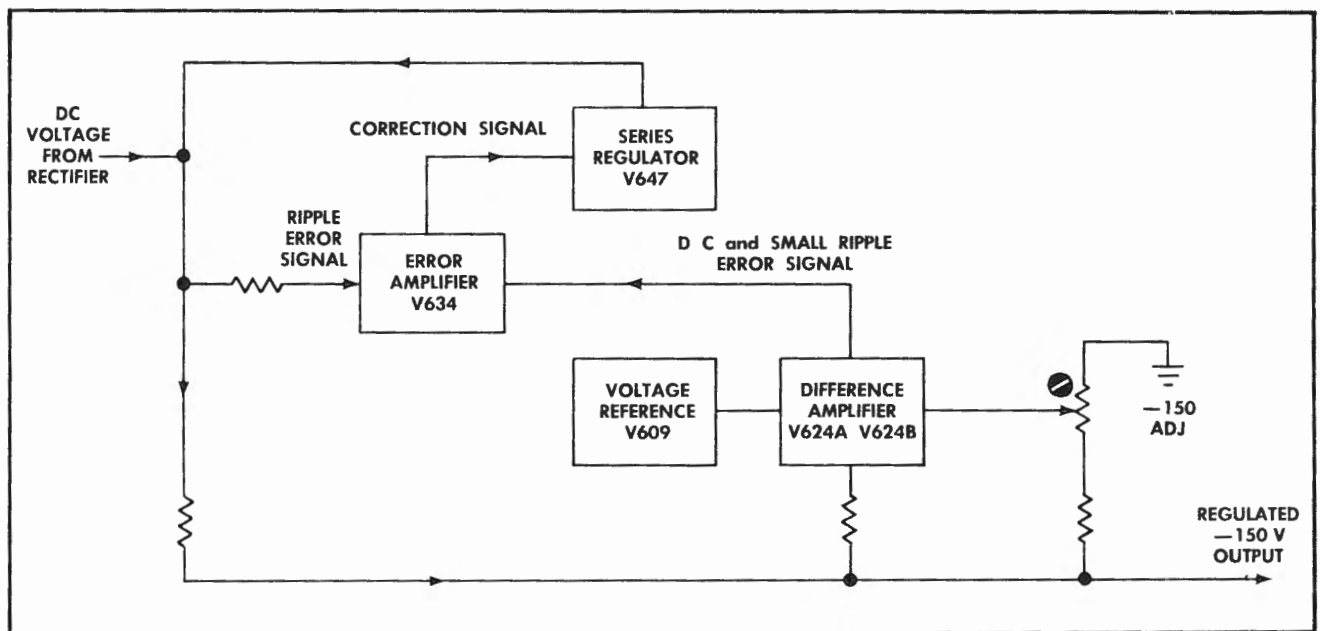 DC
VOLTAGE
FROM
RECTIFIER
CORRECTION SIGNAL
SERIES
REGULATOR
V647
RIPPLE
ERROR
SIGNAL
ERROR
AMPLIFIER
V634
D C and SMALL RIPPLE
ERROR SIGNAL
VOLTAGE
REFERENCE
V609
DIFFERENCE
AMPLIFIER
V624A V624B
—150
ADJ
REGULATED
—150 V
OUTPUT